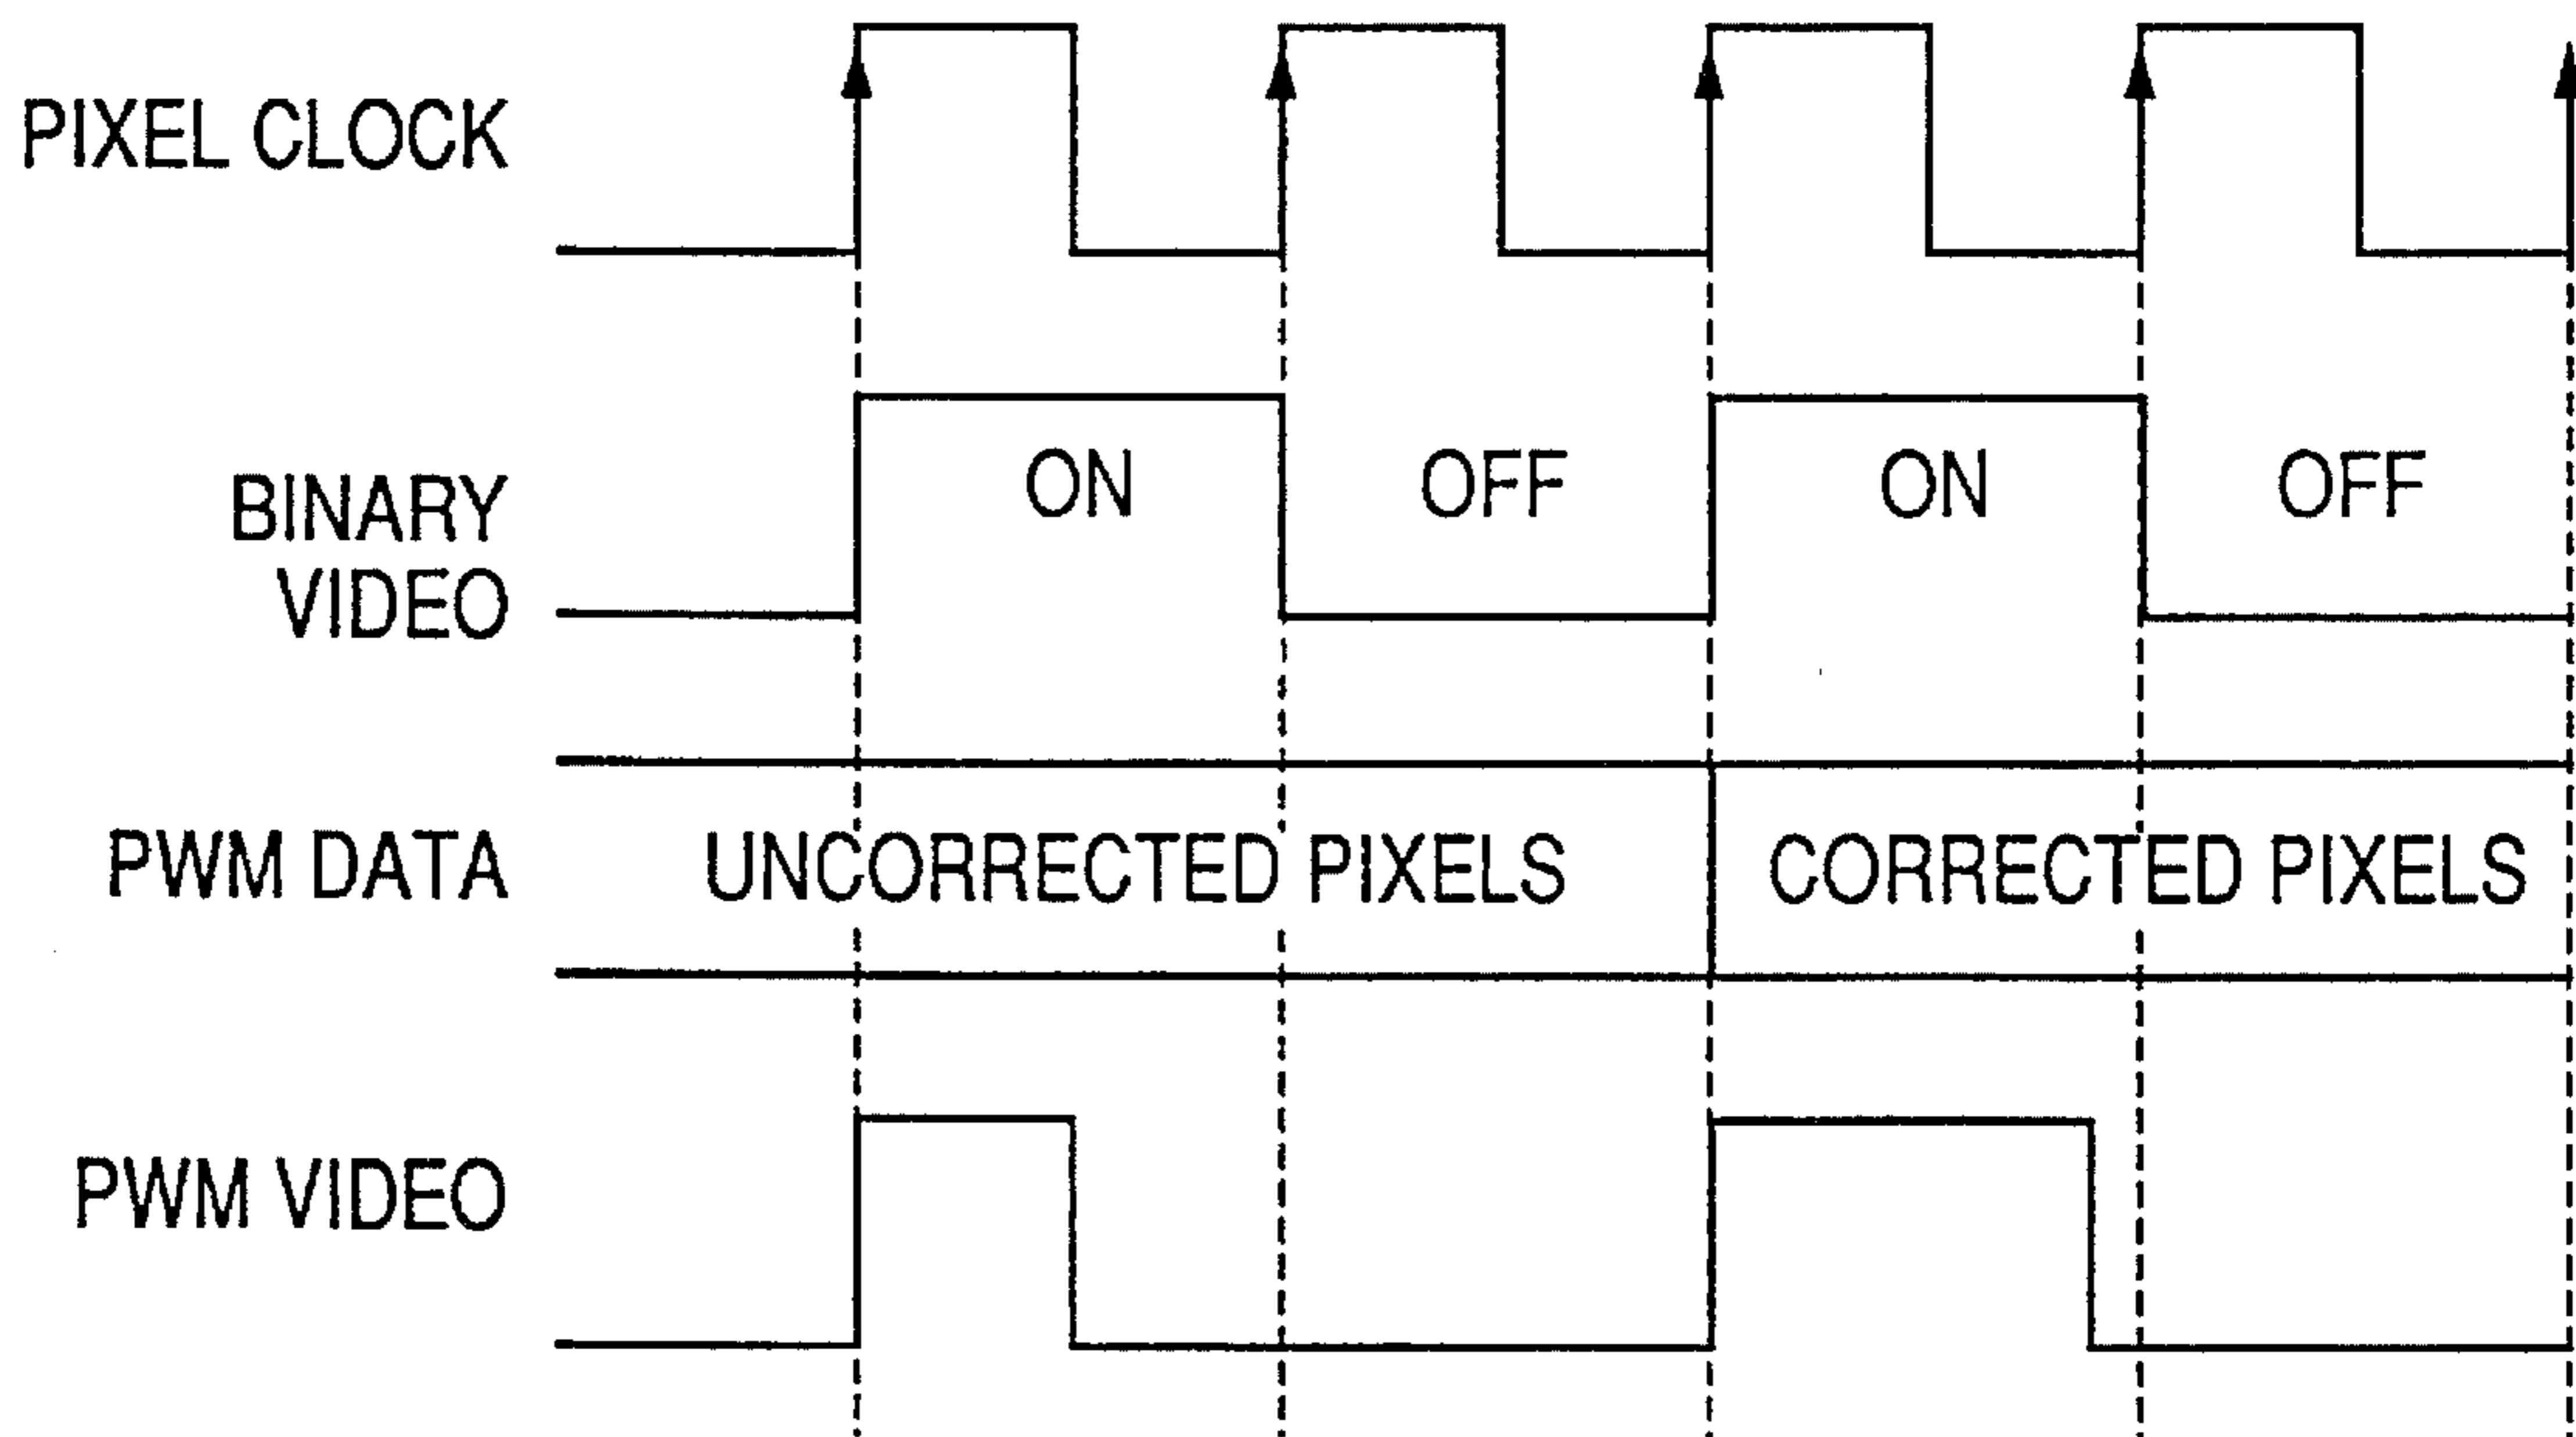 PIXEL CLOCK
BINARY
VIDEO
ON
OFF
ON
OFF
PWM DATA
UNCORRECTED PIXELS
CORRECTED PIXELS
PWM VIDEO